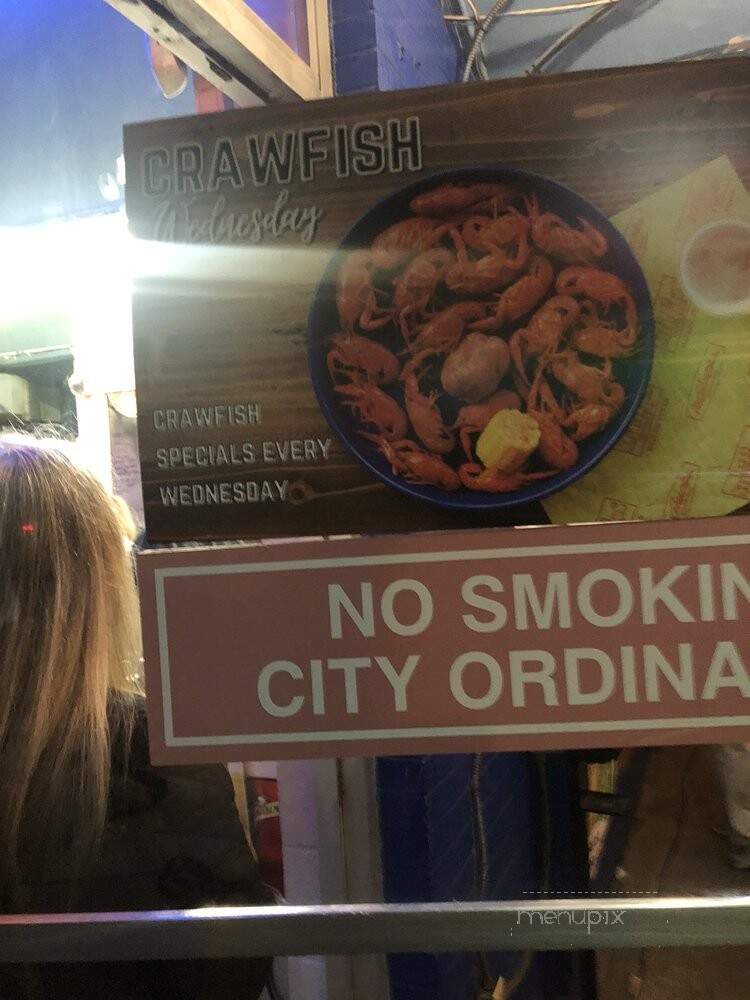 CRAWFISH
Wednesday
CRAWFISH
SPECIALS EVERY
WEDNESDAY
NO SMOKIN
CITY ORDINA
menupix